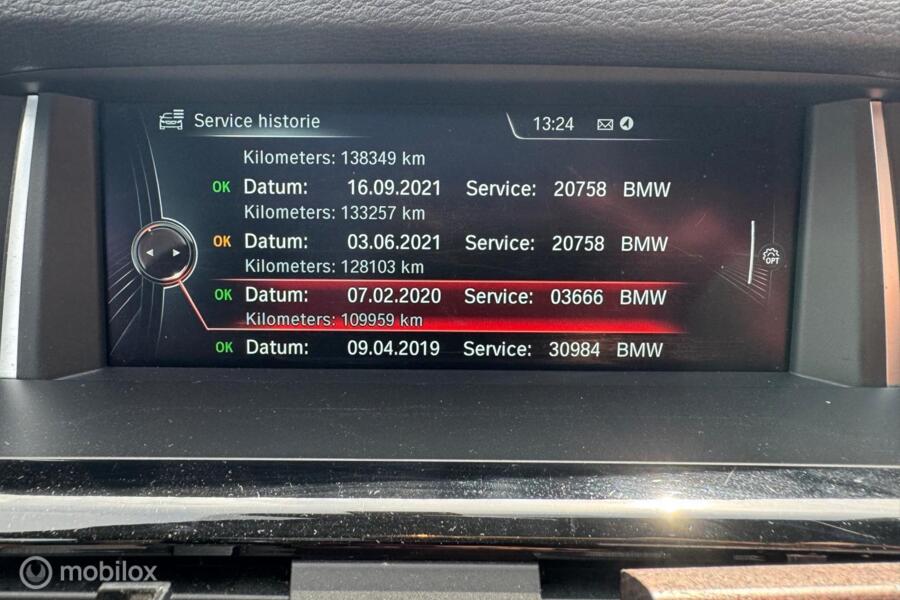 Service historie
13:24
Kilometers: 138349 km
OK Datum: 16.09.2021 Service: 20758 BMW
Kilometers: 133257 km
OK Datum: 03.06.2021 Service: 20758 BMW
Kilometers: 128103 km
OK Datum: 07.02.2020 Service: 03666 BMW
Kilometers: 109959 km
OK Datum: 09.04.2019 Service: 30984 BMW
OPT
mobilox